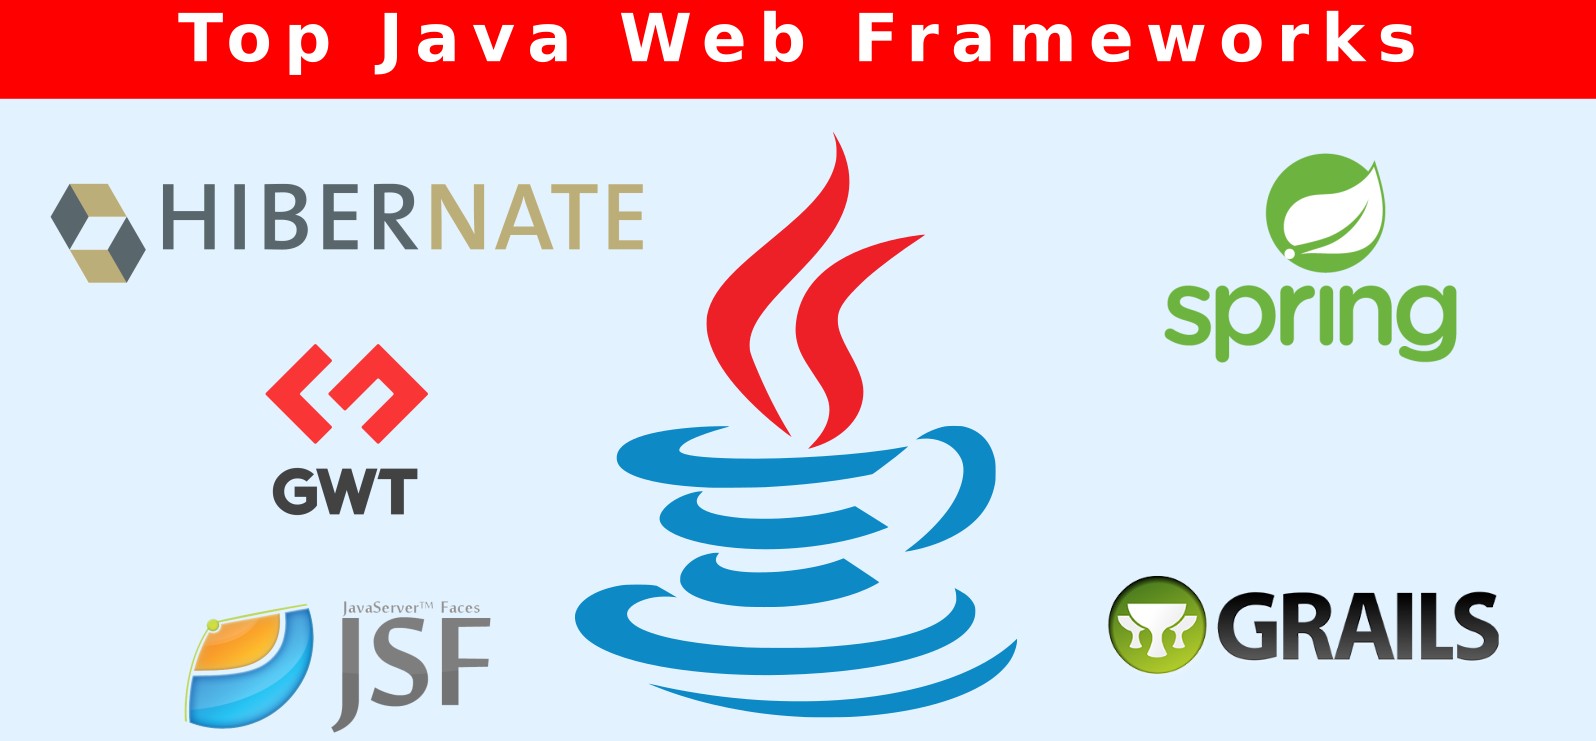 Top Java Web Frameworks
HIBERNATE
spring
GWT
JavaServer™ Faces
JSF
GRAILS